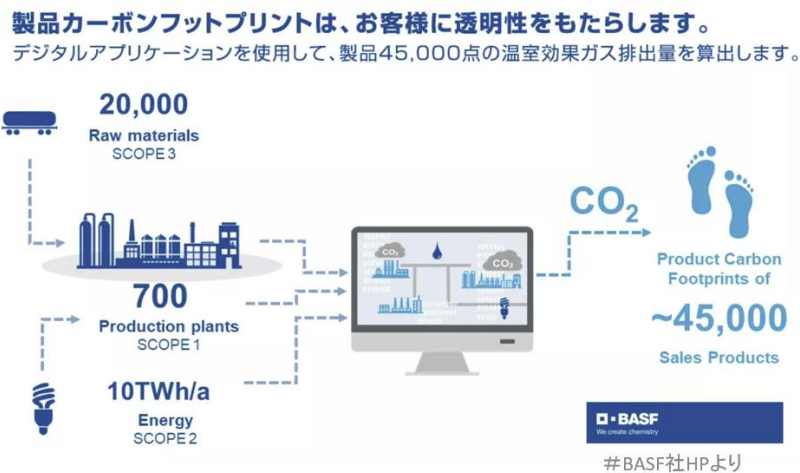 製品カーボンフットプリントは、お客様に透明性をもたらします。
デジタルアプリケーションを使用して、製品45,000点の温室効果ガス排出量を算出します。
20,000
Raw materials
SCOPE 3
700
Production plants
SCOPE 1
10TWh/a
Energy
SCOPE 2
CO₂
CO₂
CO₂
Product Carbon
Footprints of
~45,000
Sales Products
BASF
We create chemistry
＃BASF社HPより